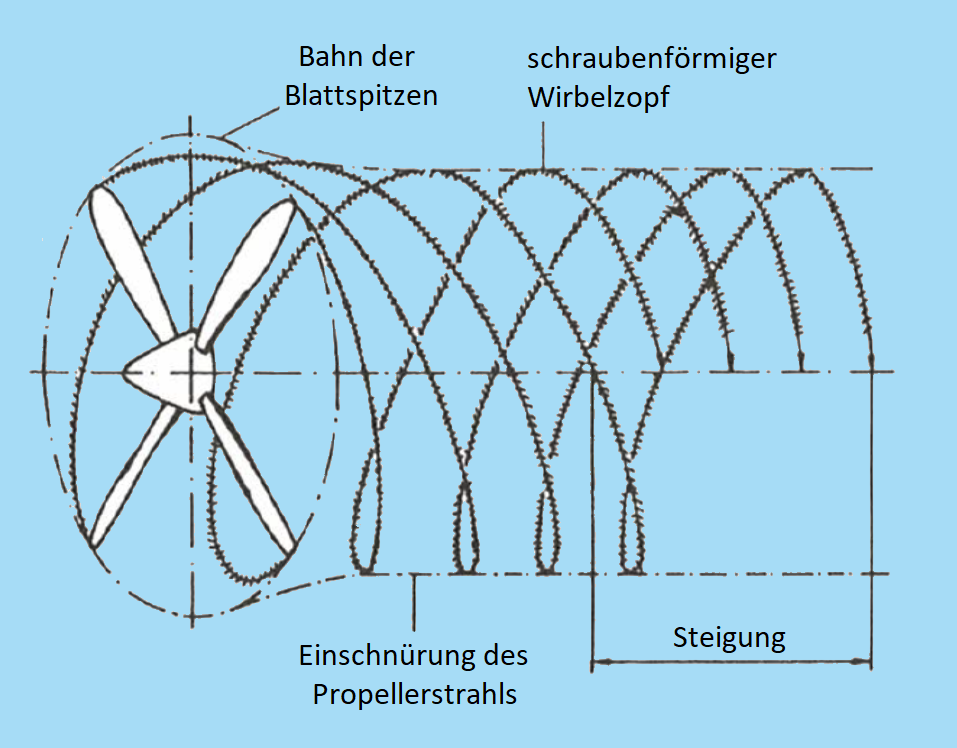 Bahn der
Blattspitzen
schraubenförmiger
Wirbelzopf
Einschnürung des
Propellerstrahls
Steigung